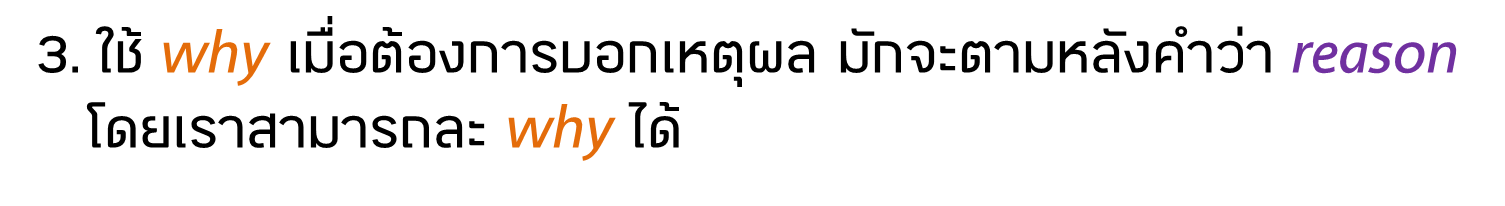 3. ใช้ why เมื่อต้องการบอกเหตุผล มักจะตามหลังคำว่า reason
โดยเราสามารถละ why ได้